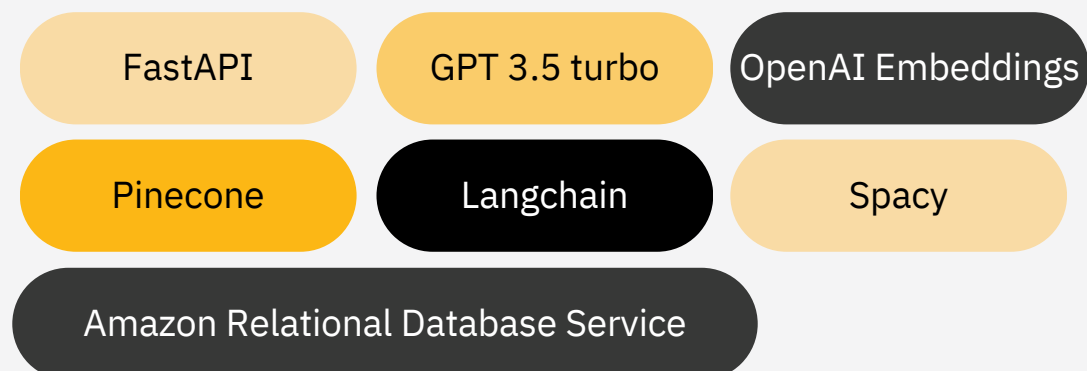 FastAPI
GPT 3.5 turbo
OpenAI Embeddings
Pinecone
Langchain
Spacy
Amazon Relational Database Service